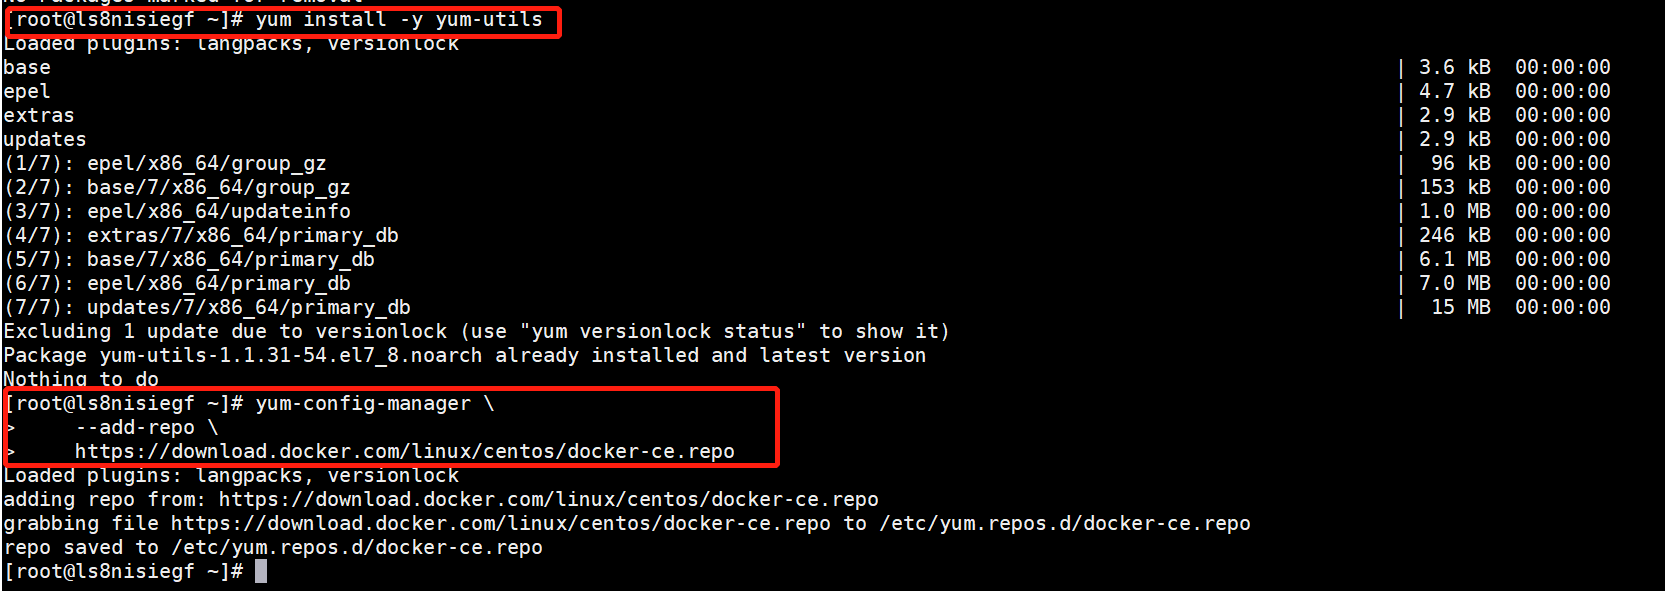 No Packages marked for removal
[root@ls8nisiegf ~]# yum install -y yum-utils
Loaded plugins: langpacks, versionlock
base | 3.6 kB 00:00:00
epel | 4.7 kB 00:00:00
extras | 2.9 kB 00:00:00
updates | 2.9 kB 00:00:00
(1/7): epel/x86_64/group_gz | 96 kB 00:00:00
(2/7): base/7/x86_64/group_gz | 153 kB 00:00:00
(3/7): epel/x86_64/updateinfo | 1.0 MB 00:00:00
(4/7): extras/7/x86_64/primary_db | 246 kB 00:00:00
(5/7): base/7/x86_64/primary_db | 6.1 MB 00:00:00
(6/7): epel/x86_64/primary_db | 7.0 MB 00:00:00
(7/7): updates/7/x86_64/primary_db | 15 MB 00:00:00
Excluding 1 update due to versionlock (use "yum versionlock status" to show it)
Package yum-utils-1.1.31-54.el7_8.noarch already installed and latest version
Nothing to do
[root@ls8nisiegf ~]# yum-config-manager \
> --add-repo \
> https://download.docker.com/linux/centos/docker-ce.repo
Loaded plugins: langpacks, versionlock
adding repo from: https://download.docker.com/linux/centos/docker-ce.repo
grabbing file https://download.docker.com/linux/centos/docker-ce.repo to /etc/yum.repos.d/docker-ce.repo
repo saved to /etc/yum.repos.d/docker-ce.repo
[root@ls8nisiegf ~]#